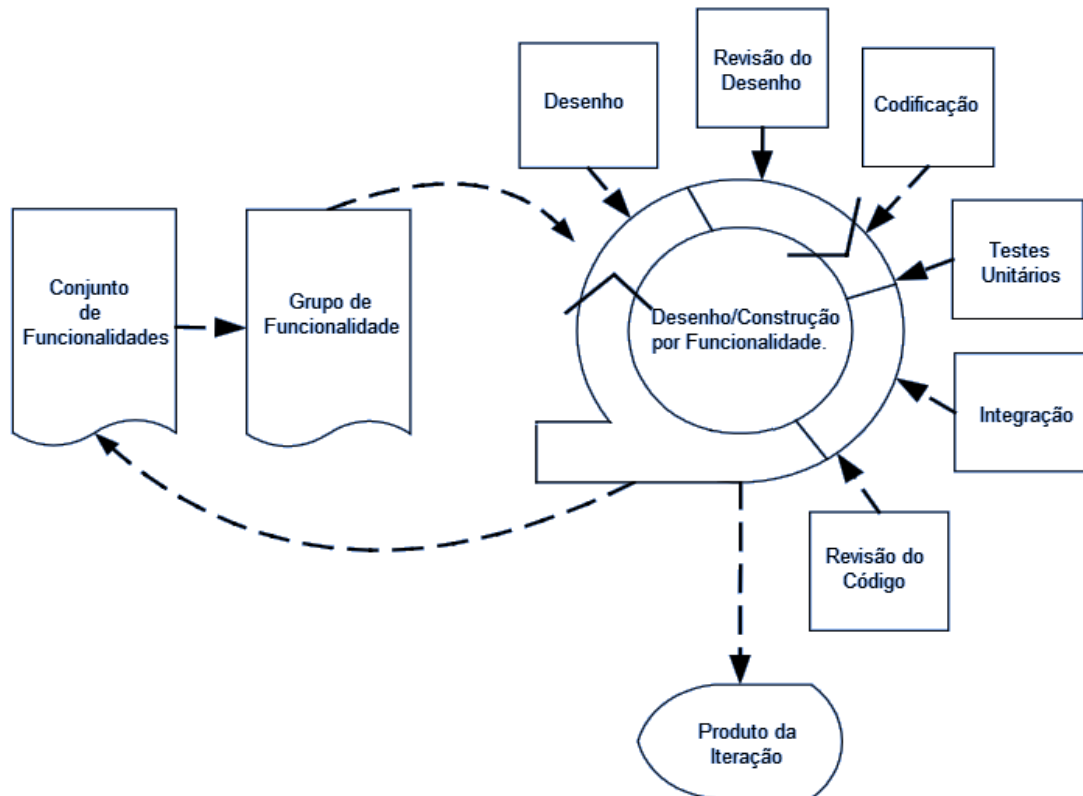 Revisão do
Desenho
Desenho
Codificação
Testes
Unitários
Conjunto
de
Funcionalidades
Grupo de
Funcionalidade
Desenho/Construção
por Funcionalidade.
Integração
Revisão do
Código
Produto da
Iteração